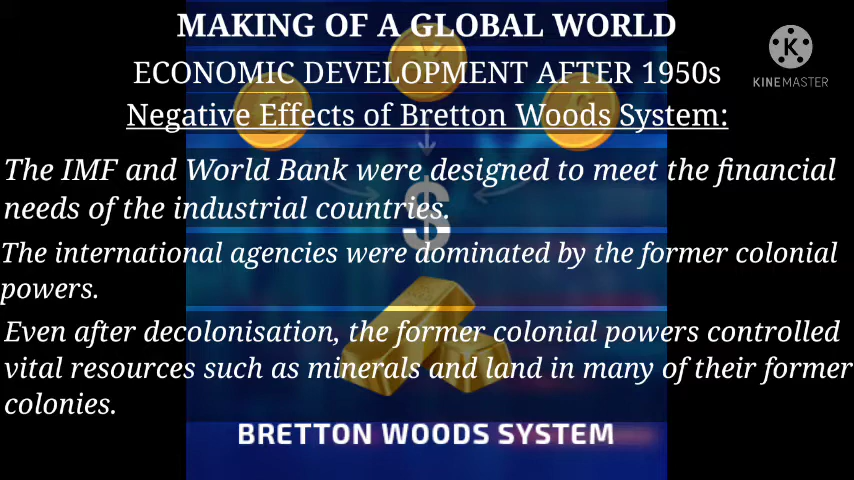 MAKING OF A GLOBAL WORLD
ECONOMIC DEVELOPMENT AFTER 1950s
K
KINEMASTER
Negative Effects of Bretton Woods System:
The IMF and World Bank were designed to meet the financial
needs of the industrial countries.
$
The international agencies were dominated by the former colonial
powers.
Even after decolonisation, the former colonial powers controlled
vital resources such as minerals and land in many of their former
colonies.
BRETTON WOODS SYSTEM